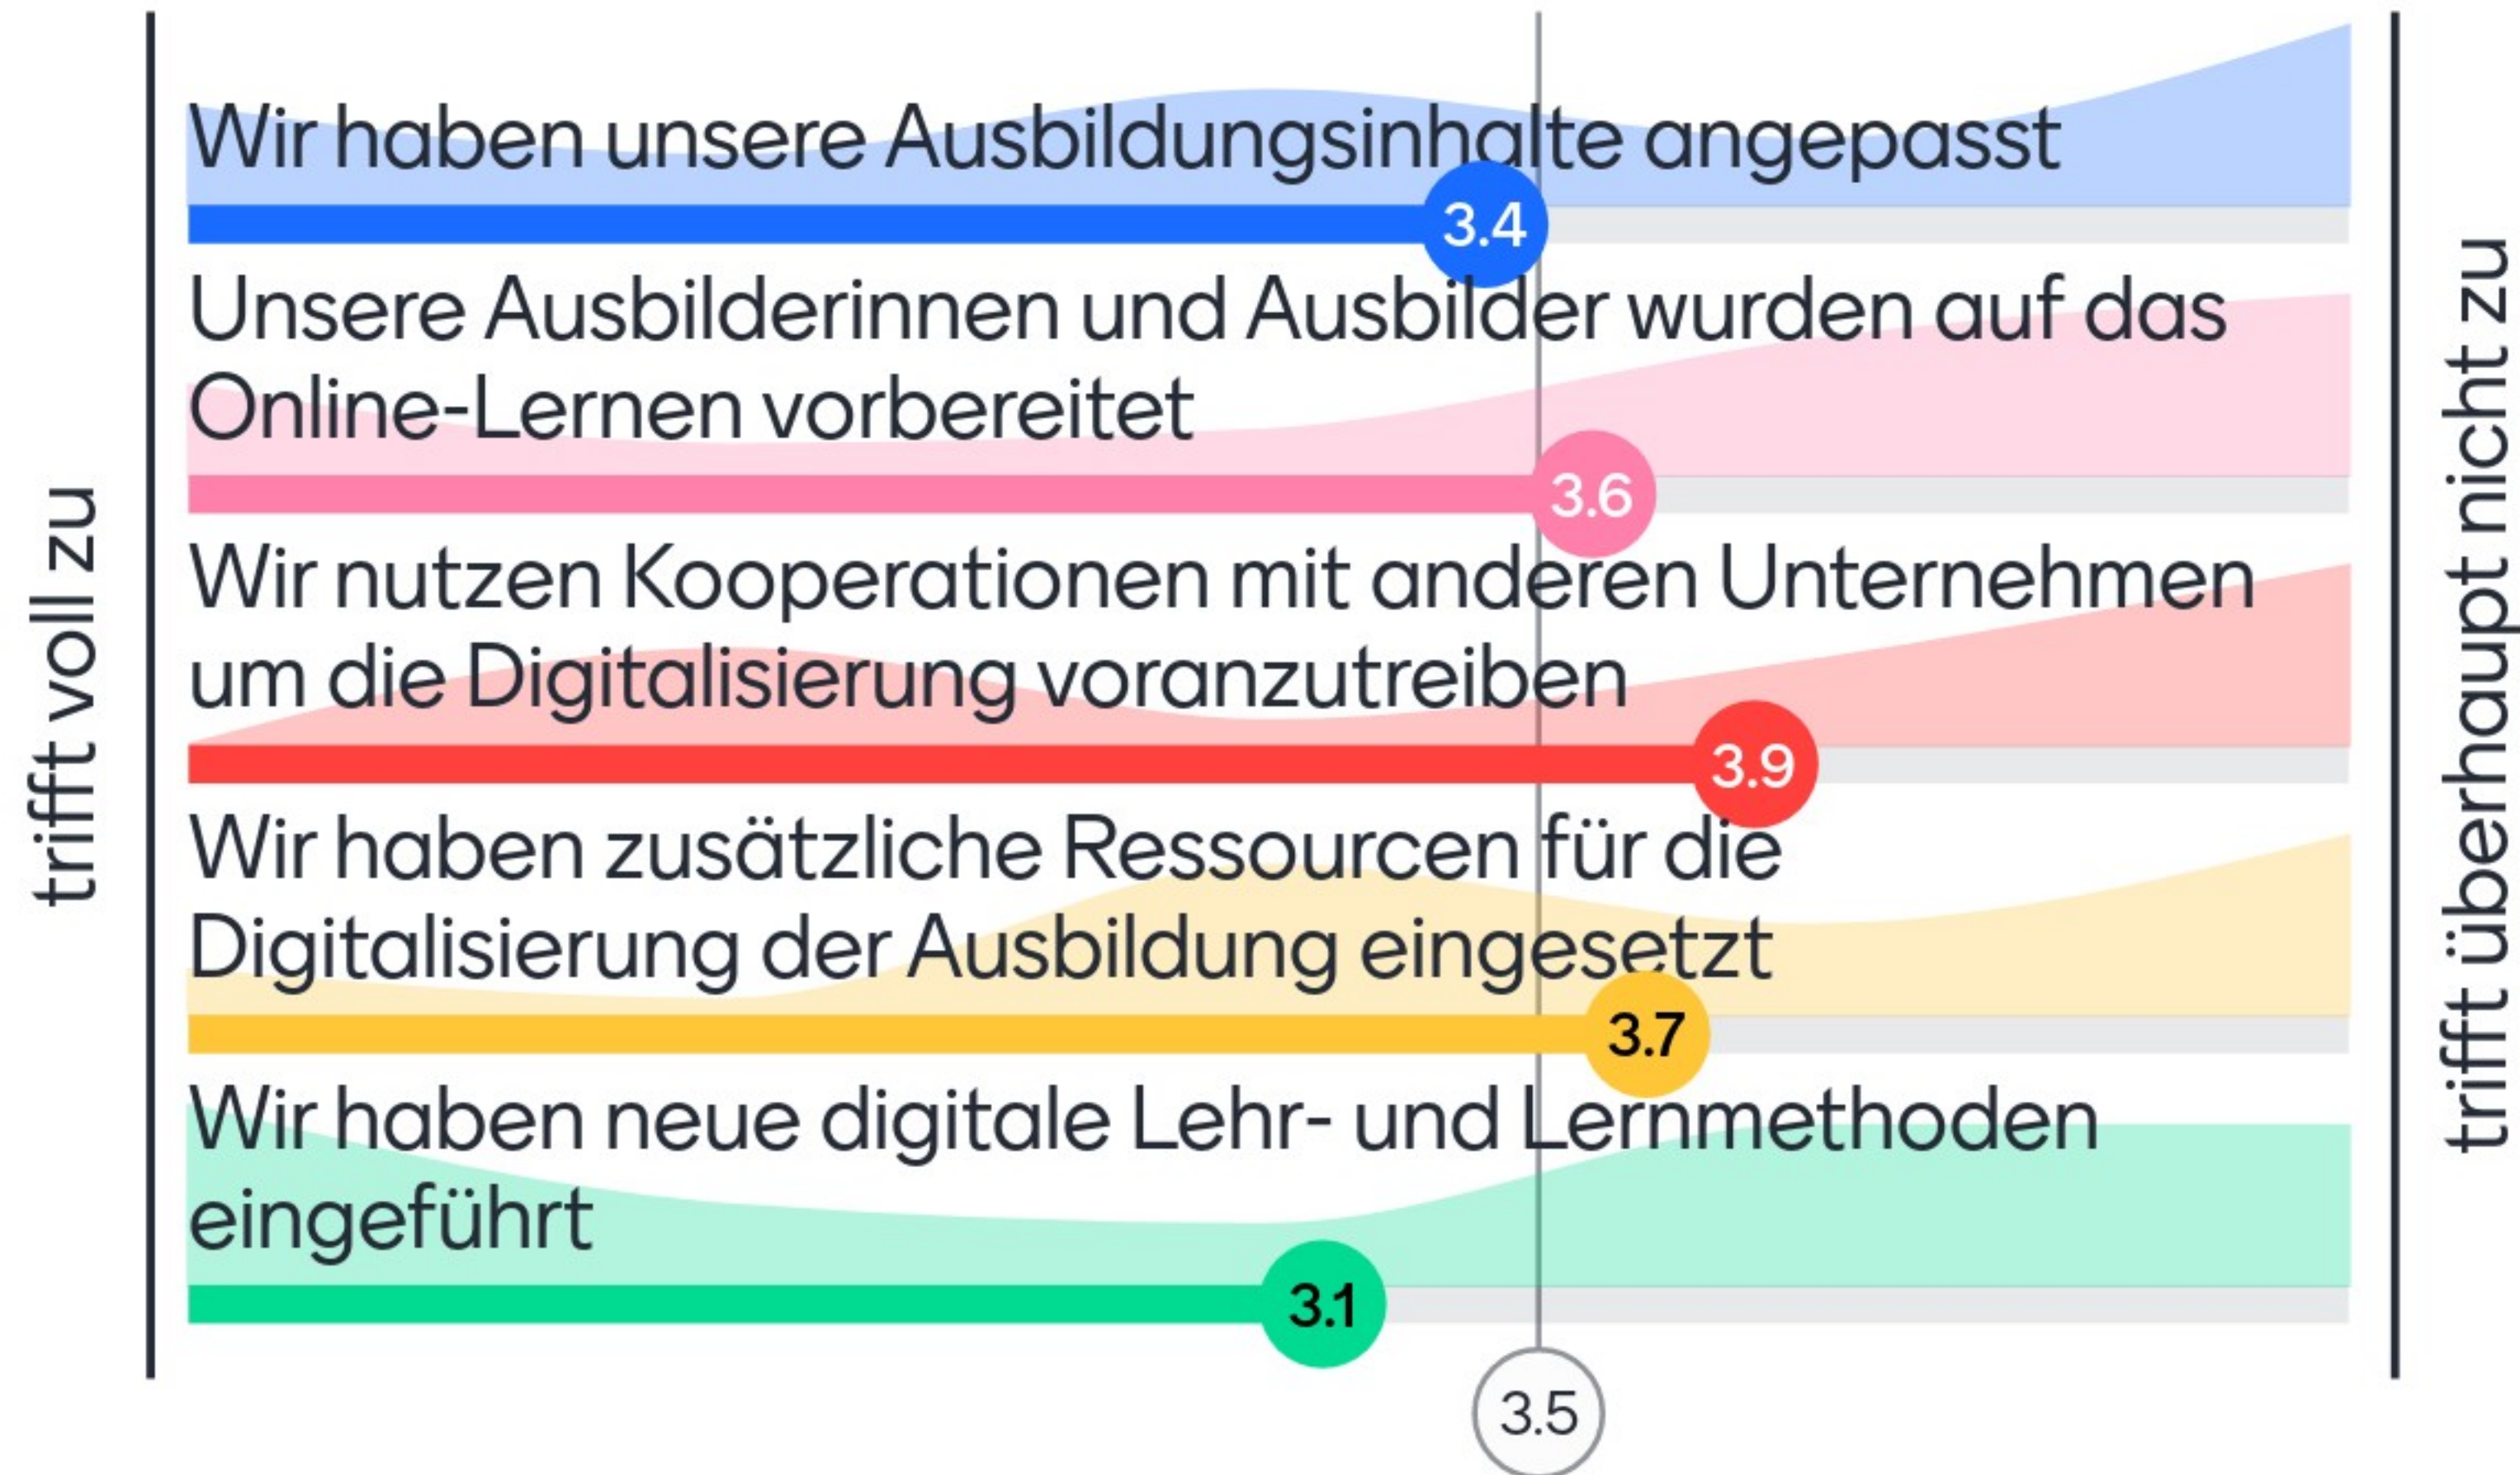 trifft voll zu
Wir haben unsere Ausbildungsinhalte angepasst
3.4
Unsere Ausbilderinnen und Ausbilder wurden auf das
Online-Lernen vorbereitet
3.6
Wir nutzen Kooperationen mit anderen Unternehmen
um die Digitalisierung voranzutreiben
3.9
Wir haben zusätzliche Ressourcen für die
Digitalisierung der Ausbildung eingesetzt
3.7
Wir haben neue digitale Lehr- und Lernmethoden
eingeführt
3.1
3.5
trifft überhaupt nicht zu